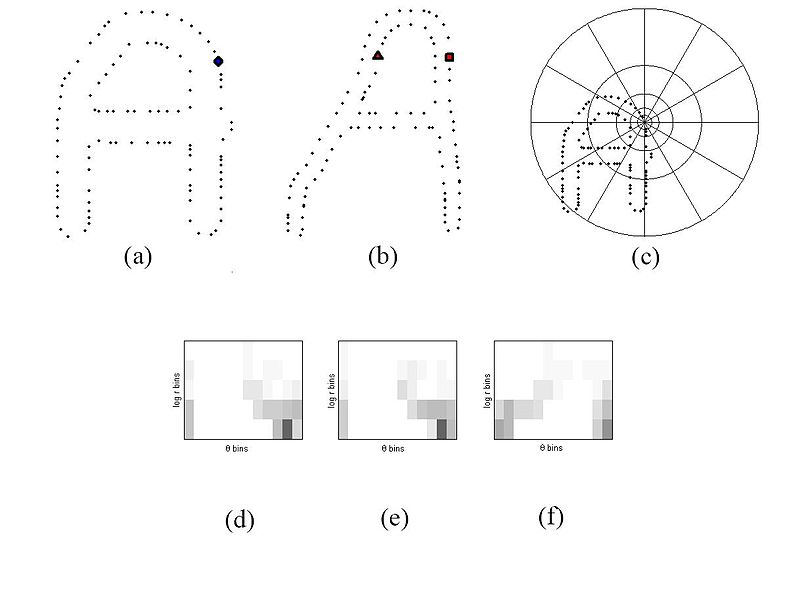 (a)
(b)
(c)
log r bins
θ bins
log r bins
θ bins
log r bins
θ bins
(d)
(e)
(f)